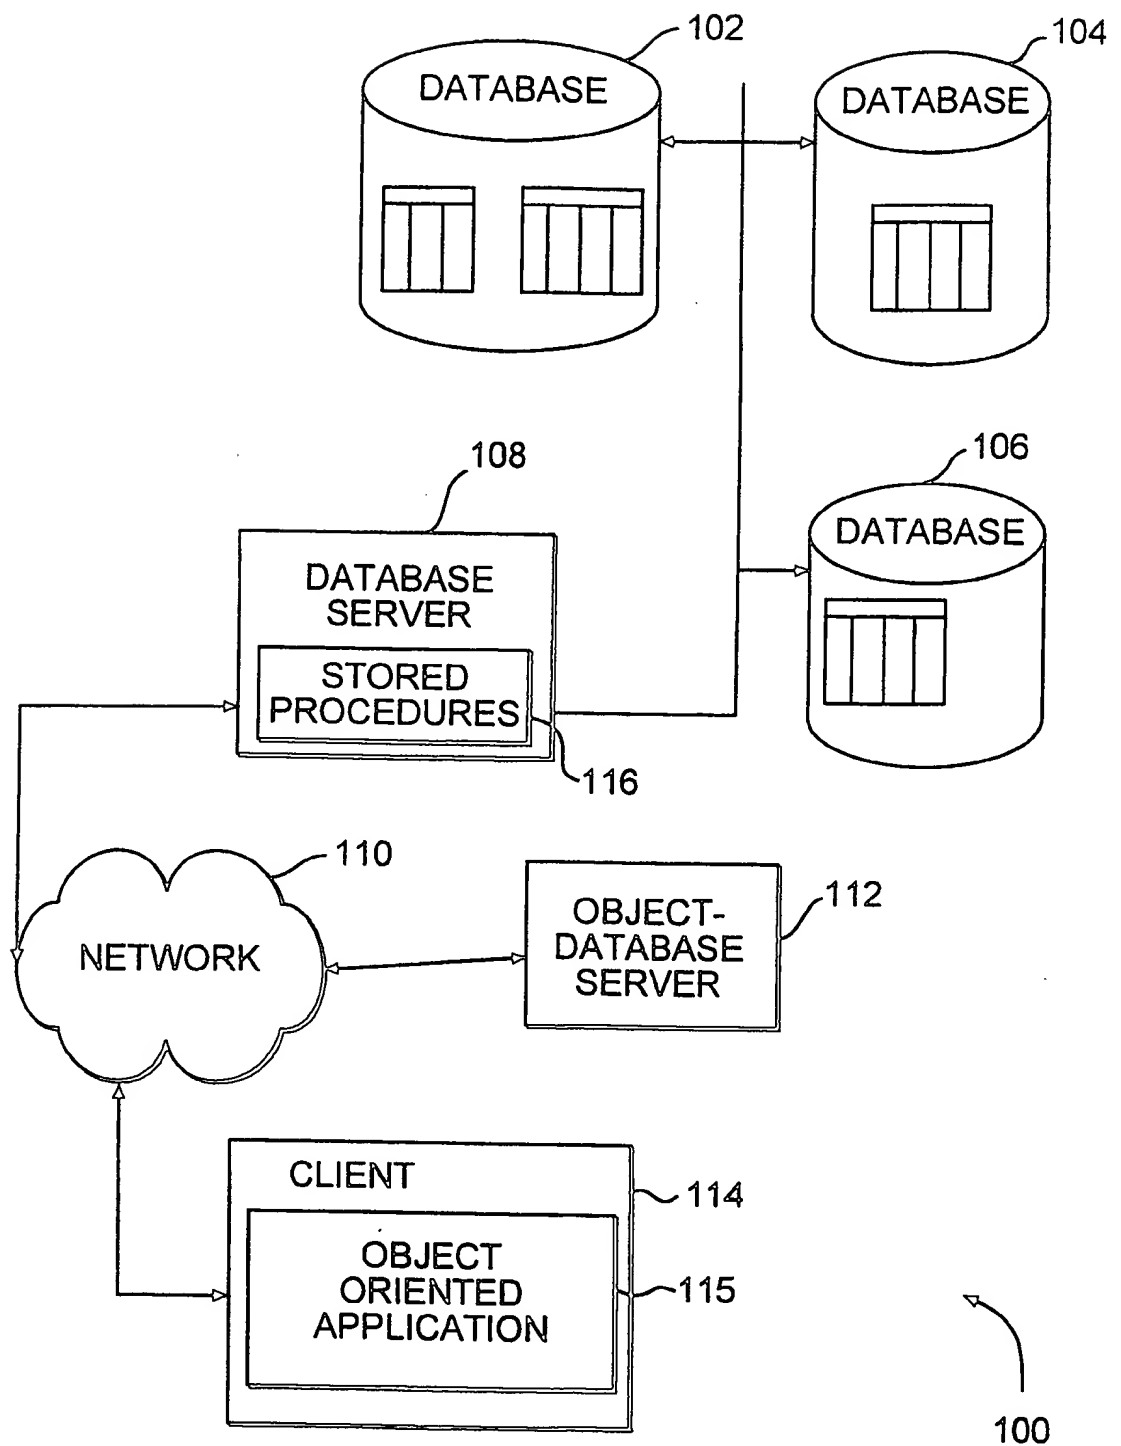 102
104
DATABASE
DATABASE
108
106
DATABASE
DATABASE
SERVER
STORED
PROCEDURES
116
110
112
NETWORK
OBJECT-
DATABASE
SERVER
CLIENT
114
OBJECT
ORIENTED
APPLICATION
115
100